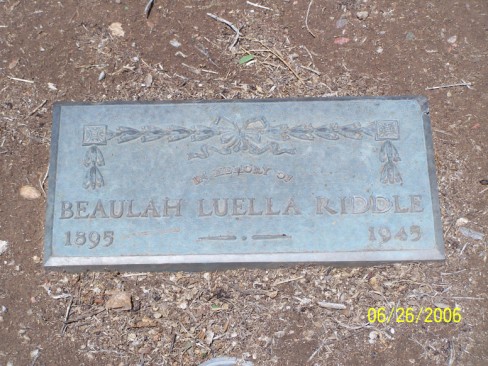 IN MEMORY OF
BEAULAH LUELLA RIDDLE
1895 1945
06/26/2006